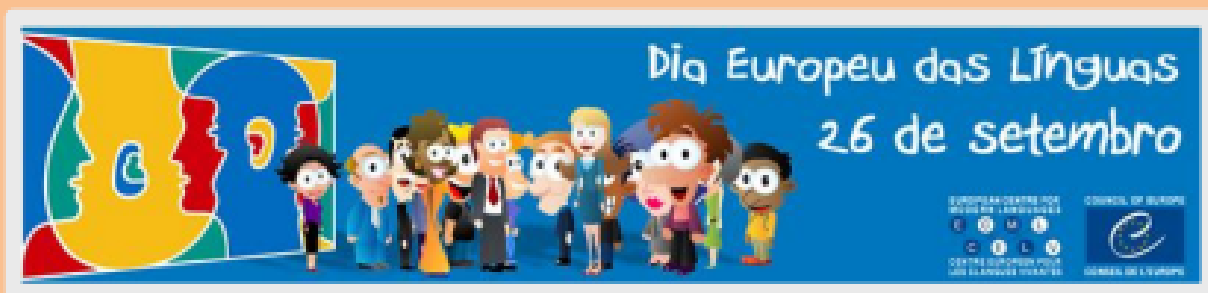 Dia Europeu das Línguas
26 de setembro
EUROPEAN CENTRE FOR
MODERN LANGUAGES
E C M L
C E L V
CENTRE EUROPEEN POUR
LES LANGUES VIVANTES
COUNCIL OF EUROPE
CONSEIL DE L'EUROPE